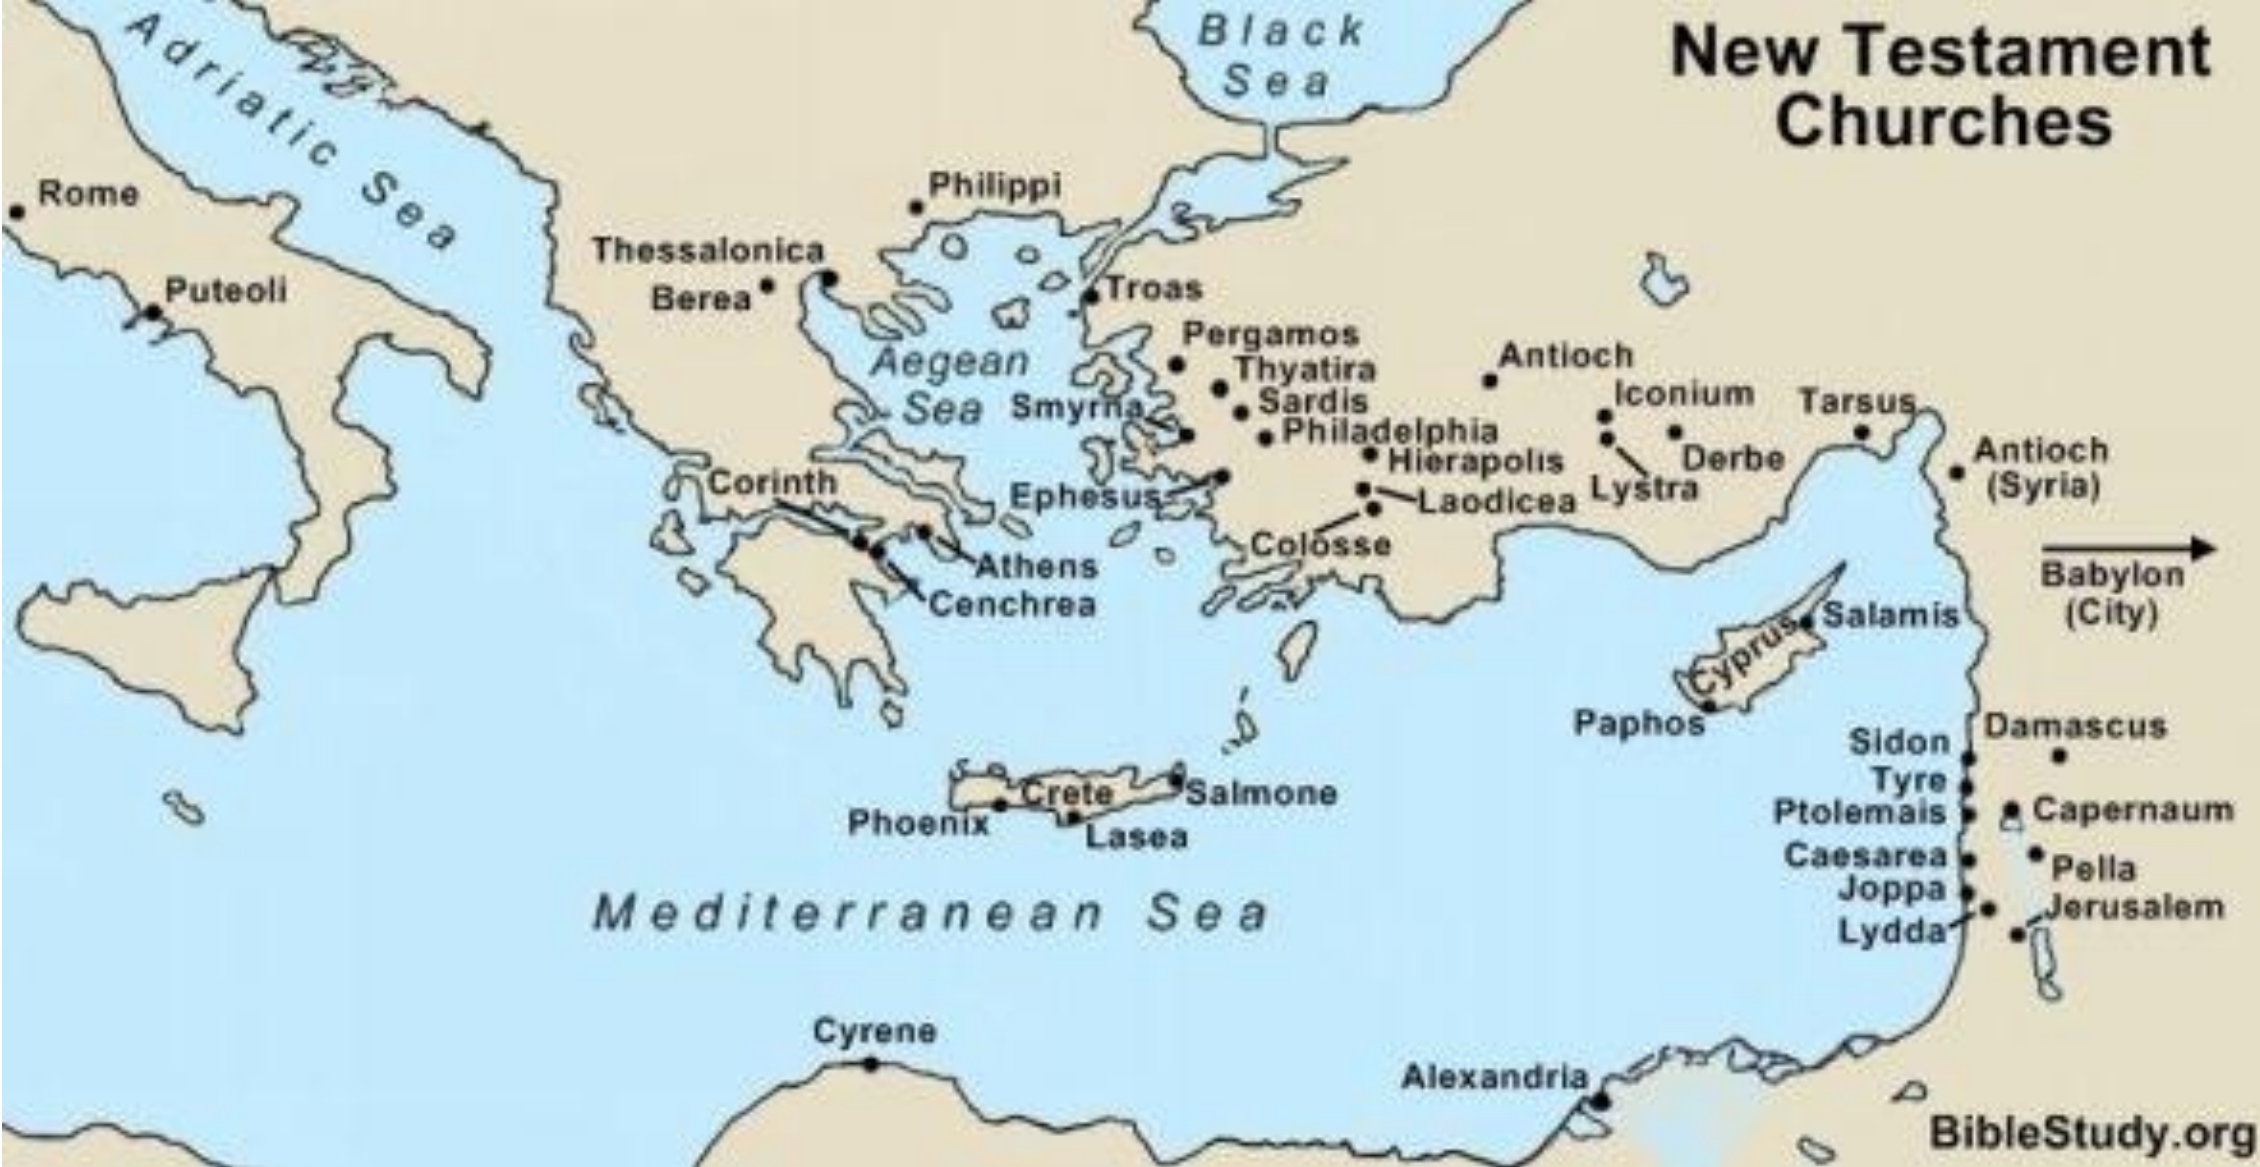 New Testament
Churches
Black
Sea
Adriatic Sea
Rome
Puteoli
Philippi
Thessalonica
Berea
Troas
Aegean
Sea
Pergamos
Thyatira
Sardis
Smyrna
Philadelphia
Hierapolis
Laodicea
Ephesus
Colosse
Antioch
Iconium
Derbe
Lystra
Tarsus
Antioch
(Syria)
Babylon
(City)
Corinth
Athens
Cenchrea
Salamis
Cyprus
Paphos
Crete
Salmone
Phoenix
Lasea
Sidon
Damascus
Tyre
Ptolemais
Capernaum
Caesarea
Pella
Joppa
Jerusalem
Lydda
Mediterranean Sea
Cyrene
Alexandria
BibleStudy.org